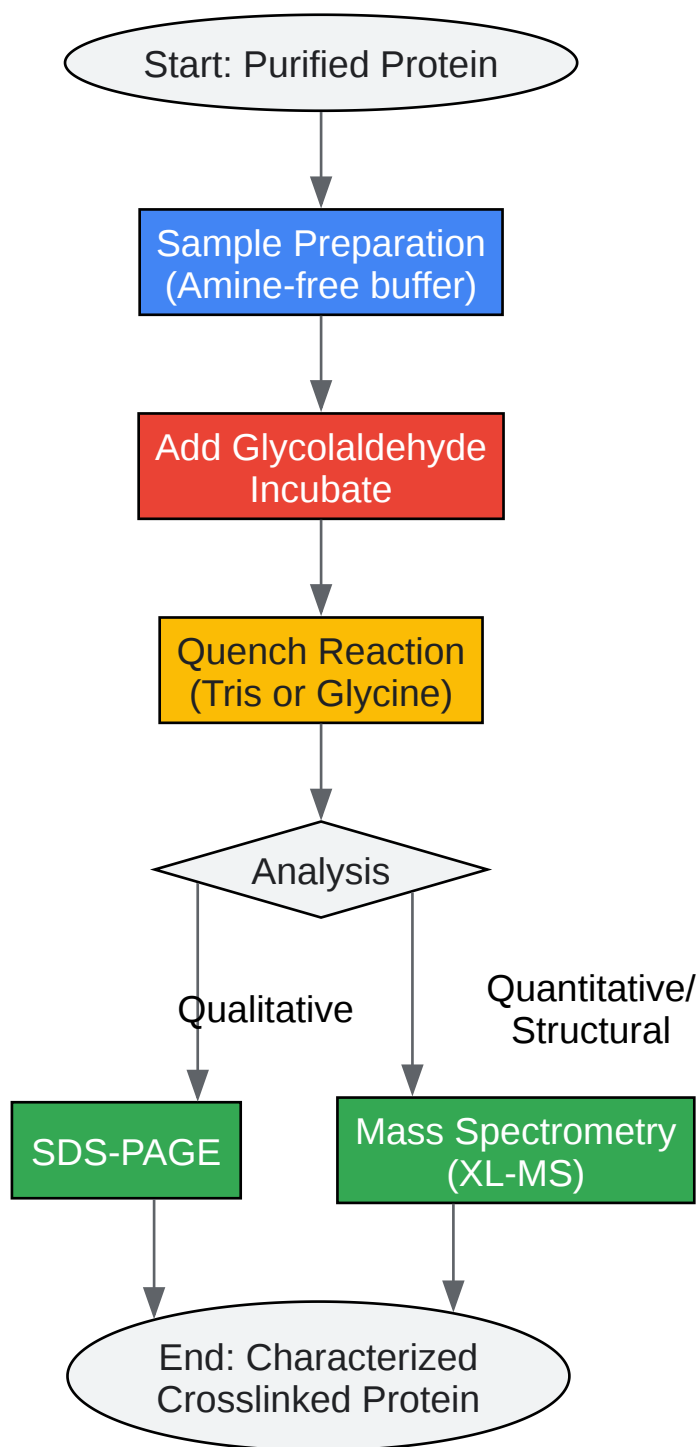 Start: Purified Protein
Sample Preparation
(Amine-free buffer)
Add Glycolaldehyde
Incubate
Quench Reaction
(Tris or Glycine)
Analysis
Qualitative
Quantitative/
Structural
SDS-PAGE
Mass Spectrometry
(XL-MS)
End: Characterized
Crosslinked Protein